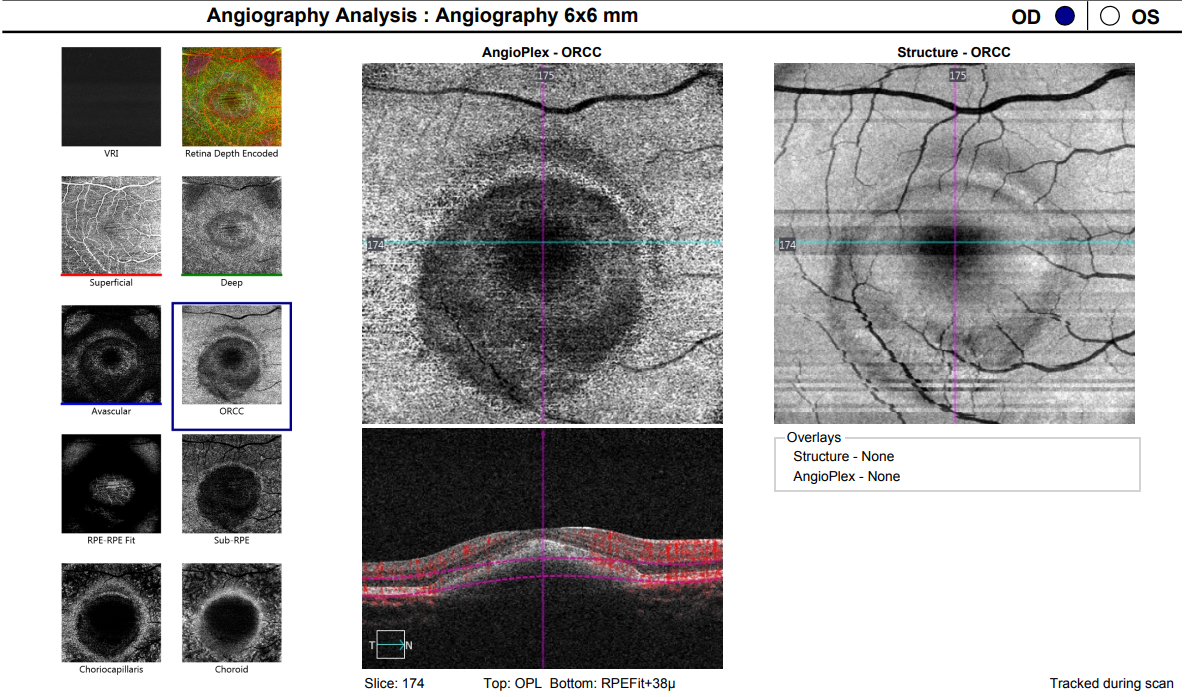 Angiography Analysis : Angiography 6x6 mm
OD OS
AngioPlex - ORCC
Structure - ORCC
VRI
Retina Depth Encoded
Superficial
Deep
Avascular
ORCC
RPE-RPE Fit
Sub-RPE
Choriocapillaris
Choroid
175
174
175
174
T N
Overlays
Structure - None
AngioPlex - None
Slice: 174 Top: OPL Bottom: RPEFit+38µ
Tracked during scan